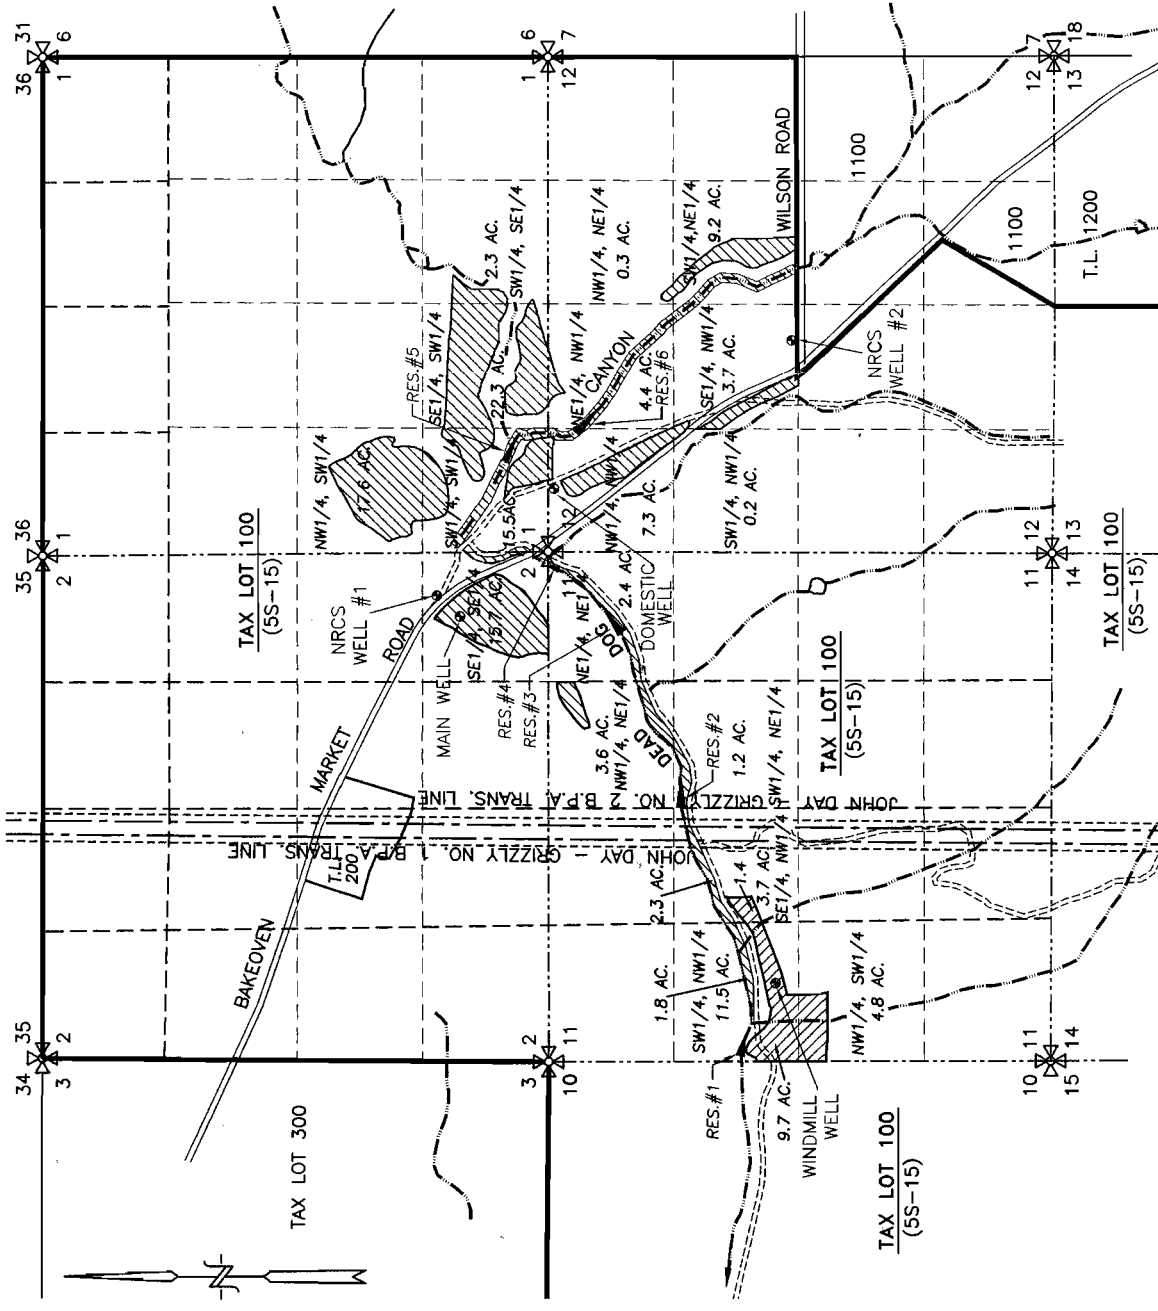 34
35
3
2
35
36
2
1
36
31
1
6
TAX LOT 300
BAKEOVEN
MARKET
ROAD
T.L.
200
TAX LOT 100
(5S-15)
NRCS
WELL #1
MAIN WELL
NW1/4, SW1/4
17.6 AC.
RES.#5
SE1/4, SW1/4
22.3 AC.
2.3 AC.
SW1/4, SE1/4
SW1/4, SW1/4
15.5AC.
SE1/4, SE1/4
15.7 AC.
RES.#4
RES.#3
JOHN DAY - GRIZZLY NO. 1 B.P.A. TRANS. LINE
JOHN DAY - GRIZZLY NO. 2 B.P.A. TRANS. LINE
3
2
10
11
2
1
11
12
1
6
12
7
NE1/4, NE1/4
2.4 AC.
3.6 AC.
NW1/4, NE1/4
DEAD
DOG
CANYON
DOMESTIC
WELL
NW1/4, NW1/4
7.3 AC.
NE1/4, NW1/4
4.4 AC.
RES.#6
NW1/4, NE1/4
0.3 AC.
SW1/4, NE1/4
9.2 AC.
SE1/4, NW1/4
3.7 AC.
SW1/4, NW1/4
0.2 AC.
WILSON ROAD
NRCS
WELL #2
RES.#2
1.2 AC.
SW1/4, NE1/4
2.3 AC.
1.4
3.7 AC.
SE1/4, NW1/4
1.8 AC.
SW1/4, NW1/4
11.5 AC.
RES.#1
9.7 AC.
WINDMILL
WELL
NW1/4, SW1/4
4.8 AC.
TAX LOT 100
(5S-15)
TAX LOT 100
(5S-15)
1100
1100
T.L. 1200
10
11
15
14
11
12
14
13
12
7
13
18
TAX LOT 100
(5S-15)